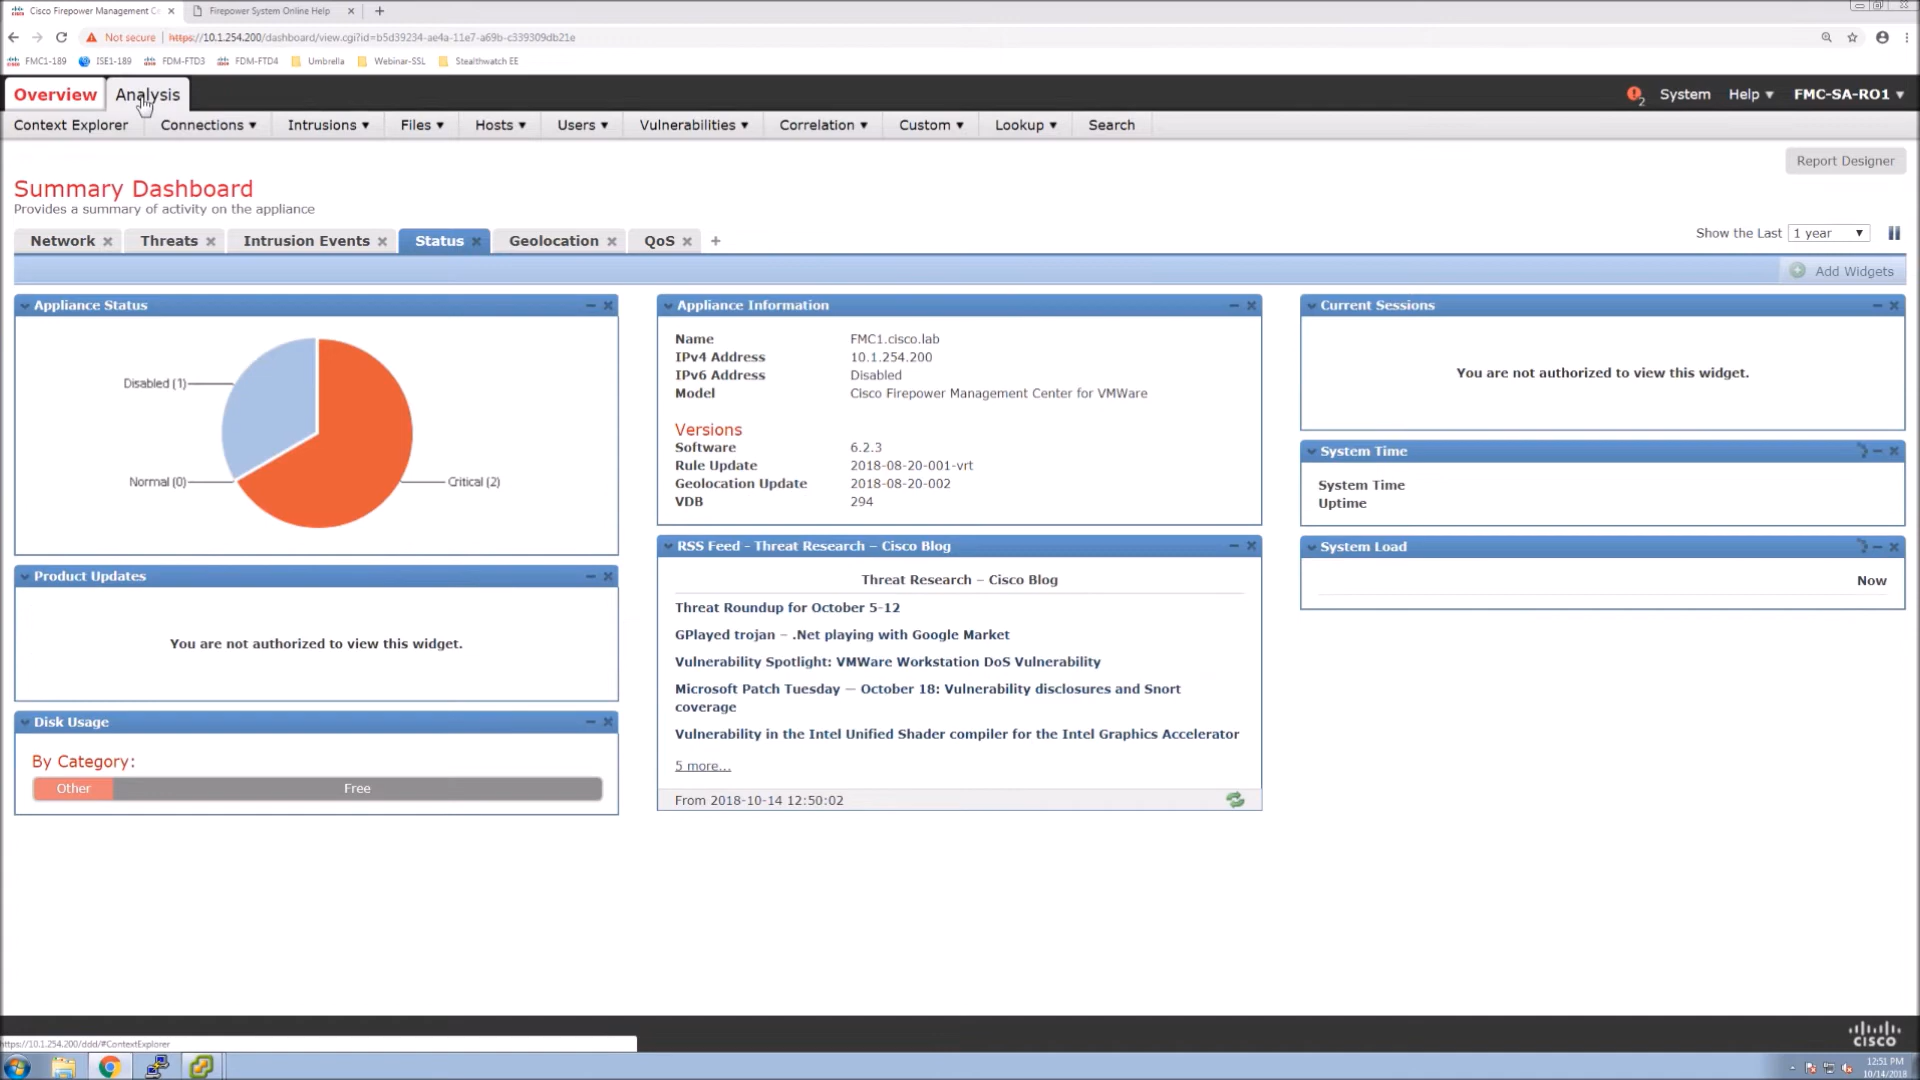 Cisco Firepower Management Ce
Firepower System Online Help
Not secure | https://10.1.254.200/dashboard/view.cgi?id=b5d39234-ae4a-11e7-a69b-c339309db21e
FMC1-189 ISE1-189 FDM-FTD3 FDM-FTD4 Umbrella Webinar-SSL Stealthwatch EE
Overview Analysis 2 System Help ▾ FMC-SA-RO1 ▾
Context Explorer Connections ▾ Intrusions ▾ Files ▾ Hosts ▾ Users ▾ Vulnerabilities ▾ Correlation ▾ Custom ▾ Lookup ▾ Search
Report Designer
Summary Dashboard
Provides a summary of activity on the appliance
Network Threats Intrusion Events Status Geolocation QoS +
Show the Last 1 year
Add Widgets
Appliance Status
Disabled (1)
Normal (0)
Critical (2)
Product Updates
You are not authorized to view this widget.
Disk Usage
By Category:
Other Free
Appliance Information
Name FMC1.cisco.lab
IPv4 Address 10.1.254.200
IPv6 Address Disabled
Model Cisco Firepower Management Center for VMWare
Versions
Software 6.2.3
Rule Update 2018-08-20-001-vrt
Geolocation Update 2018-08-20-002
VDB 294
RSS Feed - Threat Research – Cisco Blog
Threat Research – Cisco Blog
Threat Roundup for October 5-12
GPlayed trojan – .Net playing with Google Market
Vulnerability Spotlight: VMWare Workstation DoS Vulnerability
Microsoft Patch Tuesday — October 18: Vulnerability disclosures and Snort
coverage
Vulnerability in the Intel Unified Shader compiler for the Intel Graphics Accelerator
5 more...
From 2018-10-14 12:50:02
Current Sessions
You are not authorized to view this widget.
System Time
System Time
Uptime
System Load
Now
cisco
https://10.1.254.200/ddd/#ContextExplorer
12:51 PM
10/14/2018